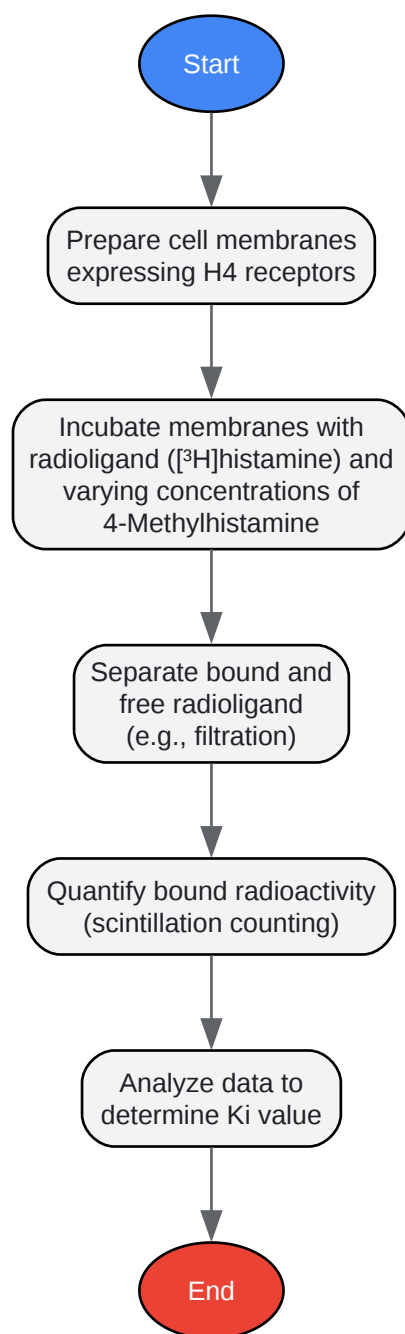 Start
Prepare cell membranes
expressing H4 receptors
Incubate membranes with
radioligand ([³H]histamine) and
varying concentrations of
4-Methylhistamine
Separate bound and
free radioligand
(e.g., filtration)
Quantify bound radioactivity
(scintillation counting)
Analyze data to
determine Ki value
End